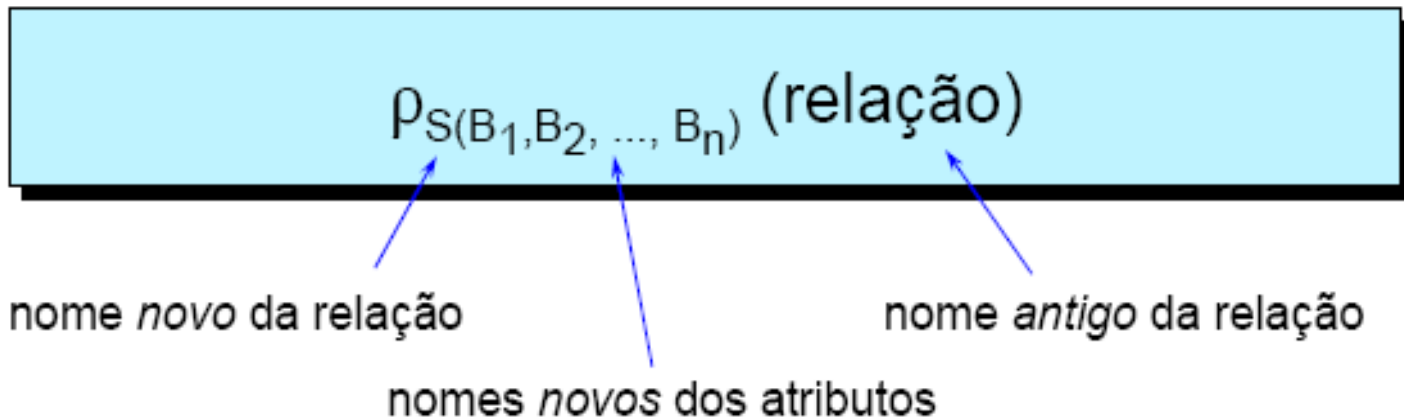 ρS(B1,B2, ..., Bn) (relação)
nome novo da relação
nome antigo da relação
nomes novos dos atributos